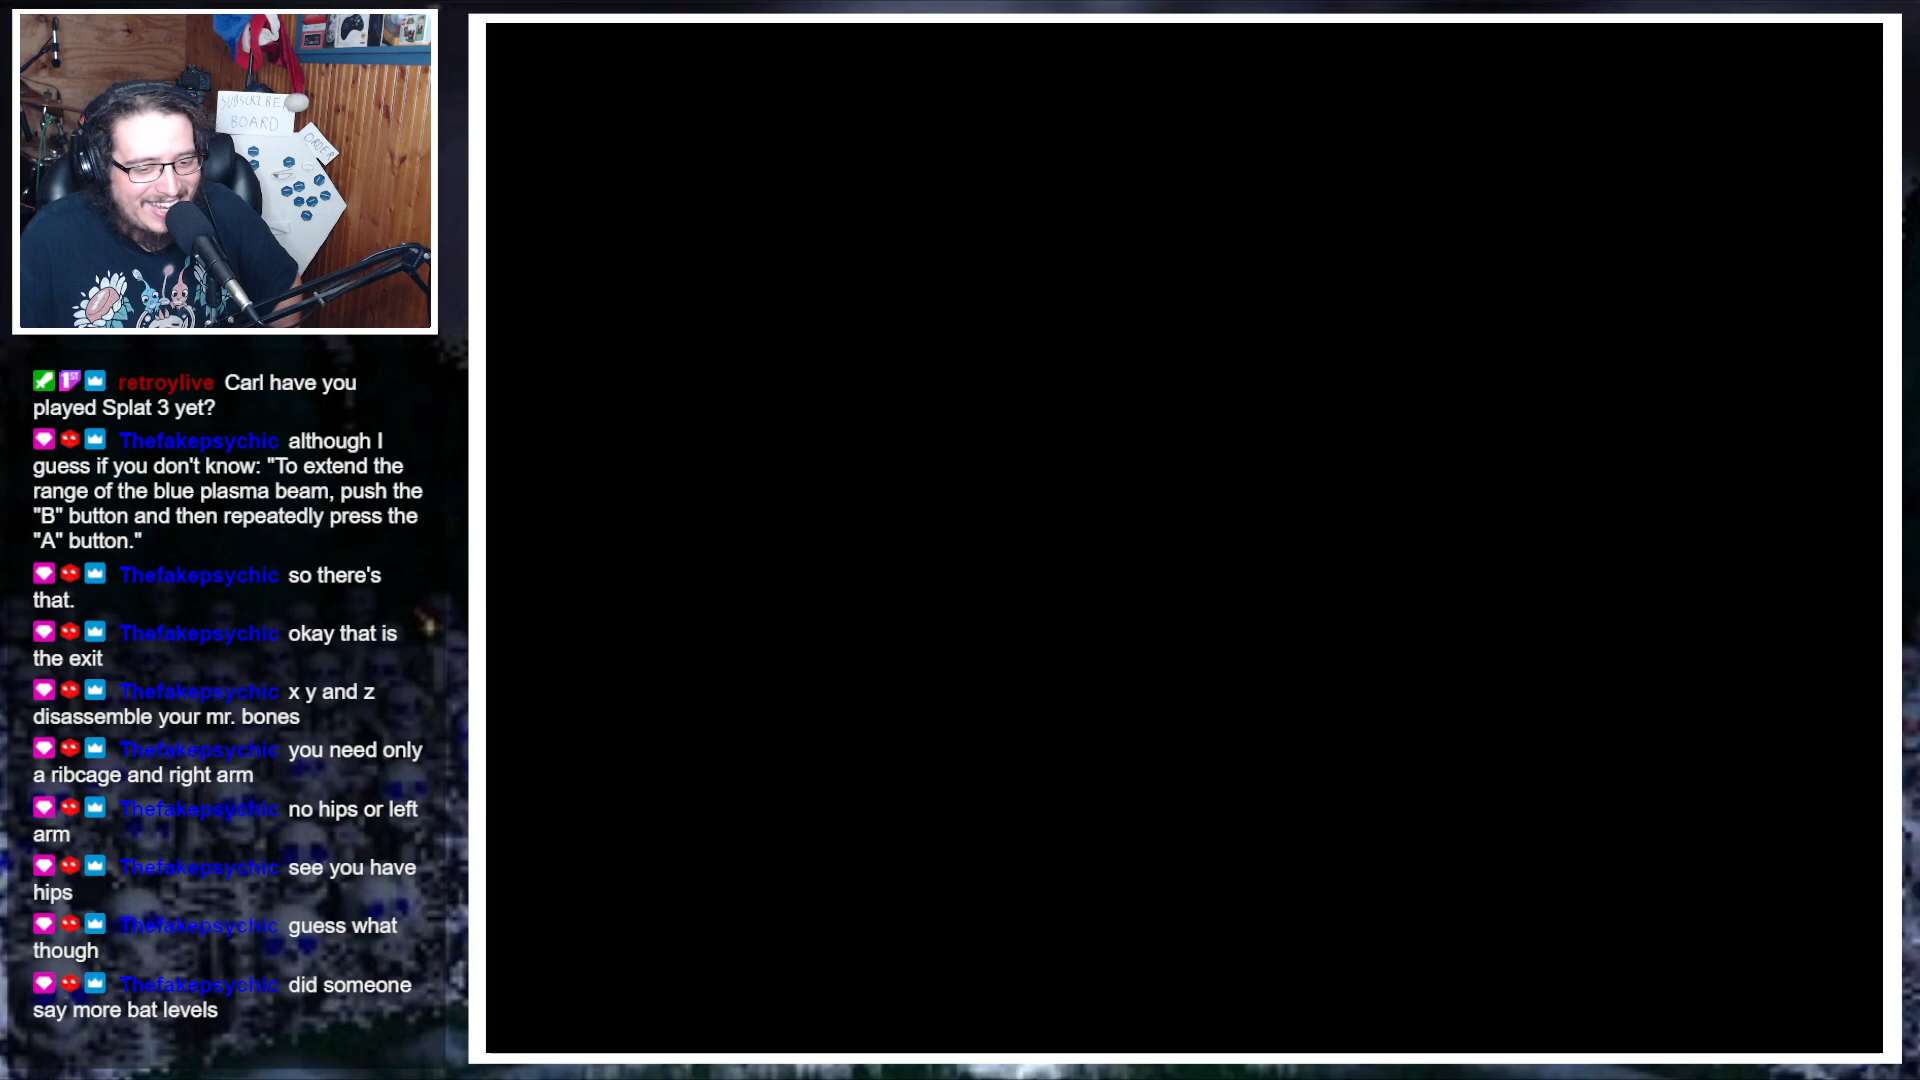 SUBSCRIBER
BOARD
ORDER
retroylive Carl have you
played Splat 3 yet?
Thefakepsychic although I
guess if you don't know: "To extend the
range of the blue plasma beam, push the
"B" button and then repeatedly press the
"A" button."
Thefakepsychic so there's
that.
Thefakepsychic okay that is
the exit
Thefakepsychic x y and z
disassemble your mr. bones
Thefakepsychic you need only
a ribcage and right arm
Thefakepsychic no hips or left
arm
Thefakepsychic see you have
hips
Thefakepsychic guess what
though
Thefakepsychic did someone
say more bat levels